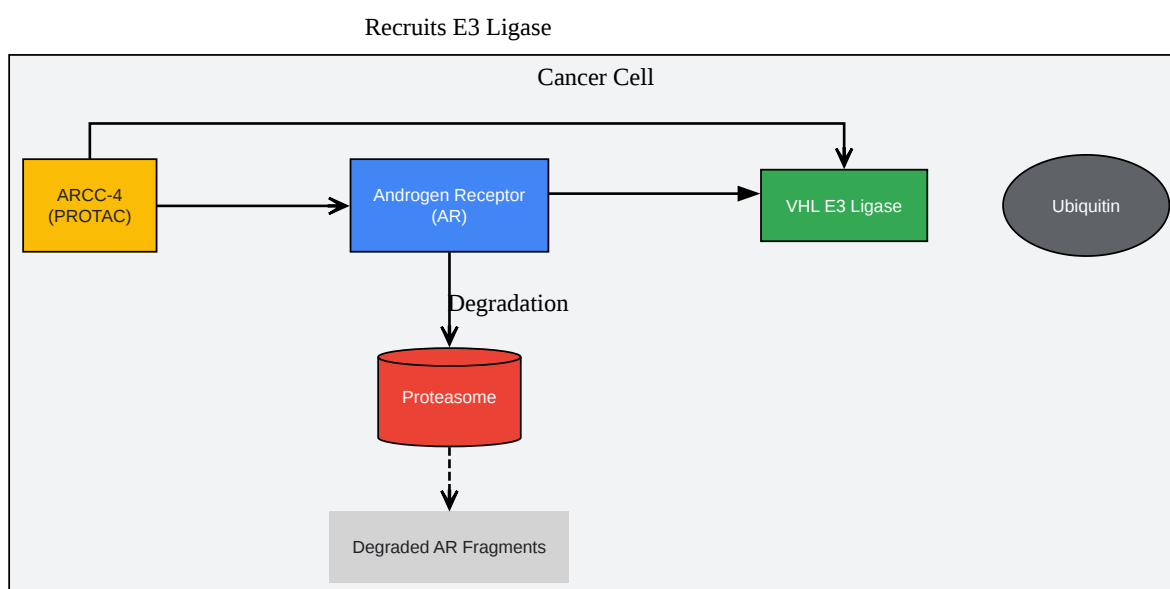 Recruits E3 Ligase
Cancer Cell
ARCC-4
(PROTAC)
Androgen Receptor
(AR)
VHL E3 Ligase
Ubiquitin
Degradation
Proteasome
Degraded AR Fragments